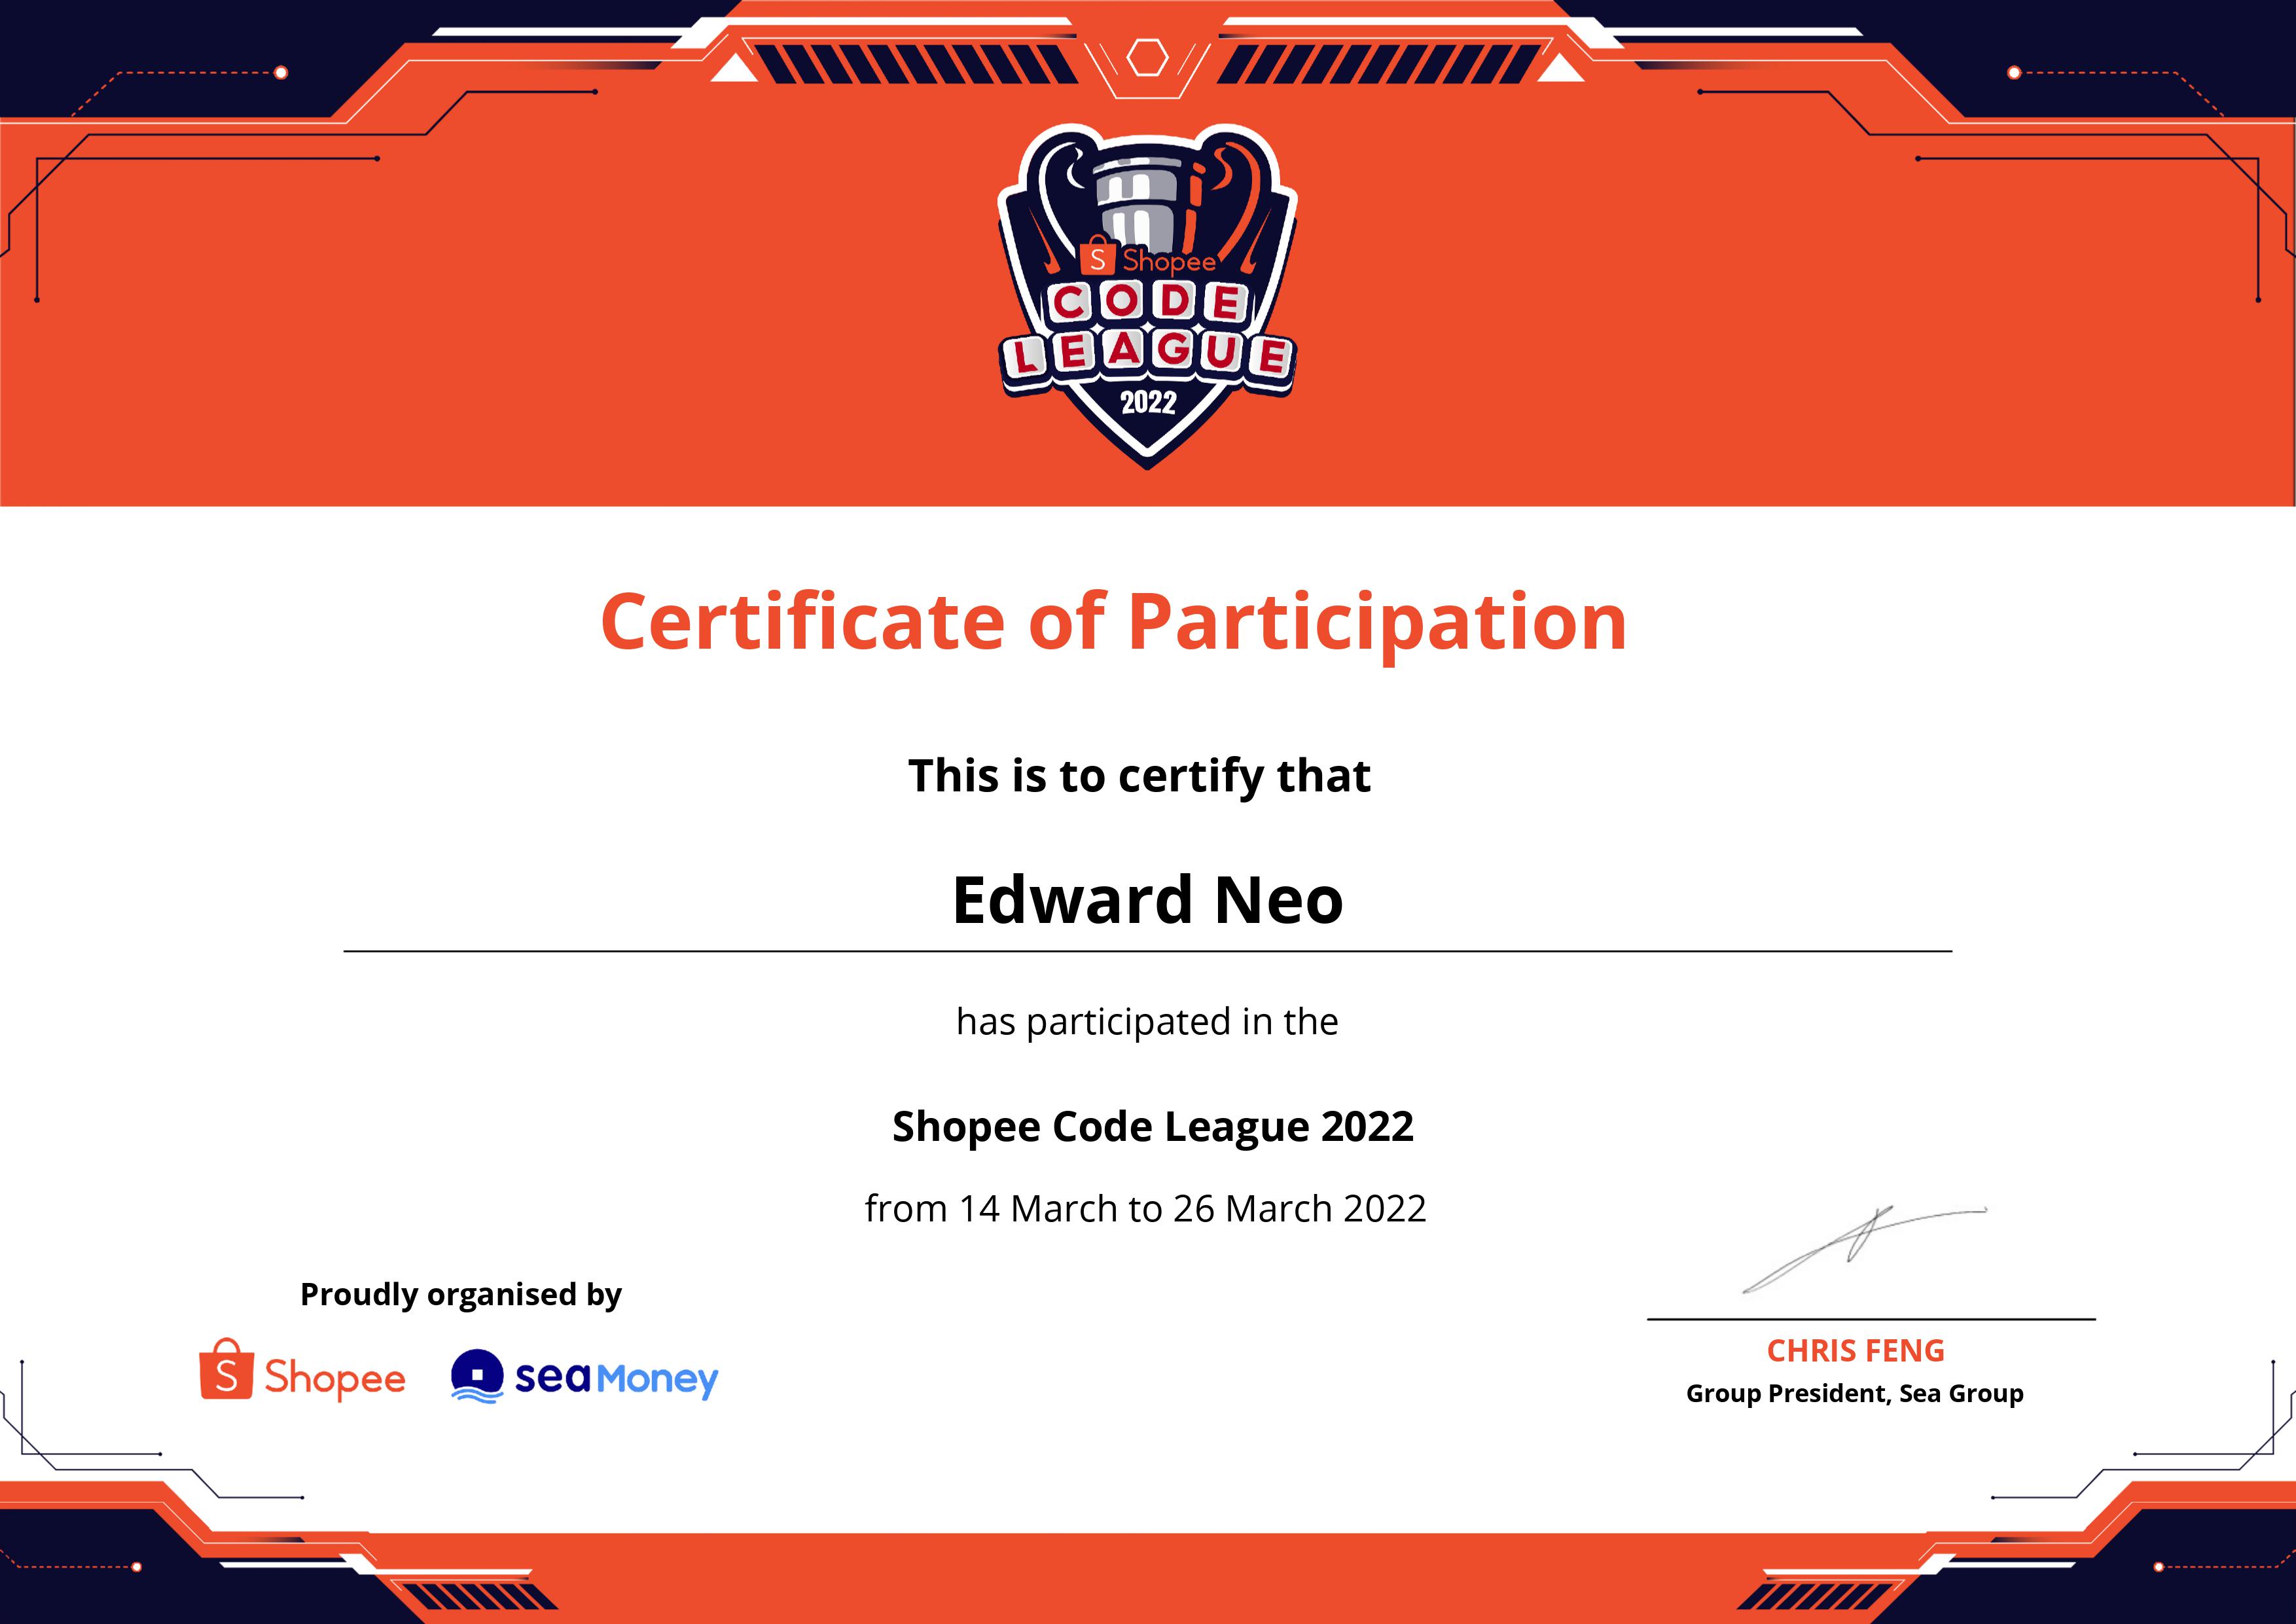 Shopee
CODE
LEAGUE
2022
Certificate of Participation
This is to certify that
Edward Neo
has participated in the
Shopee Code League 2022
from 14 March to 26 March 2022
Proudly organised by
Shopee
seaMoney
CHRIS FENG
Group President, Sea Group